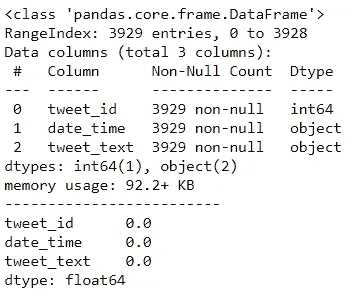 <class 'pandas.core.frame.DataFrame'>
RangeIndex: 3929 entries, 0 to 3928
Data columns (total 3 columns):
 #   Column      Non-Null Count  Dtype
---  ------      --------------  -----
 0   tweet_id    3929 non-null   int64
 1   date_time   3929 non-null   object
 2   tweet_text  3929 non-null   object
dtypes: int64(1), object(2)
memory usage: 92.2+ KB
-------------------------
tweet_id      0.0
date_time     0.0
tweet_text    0.0
dtype: float64